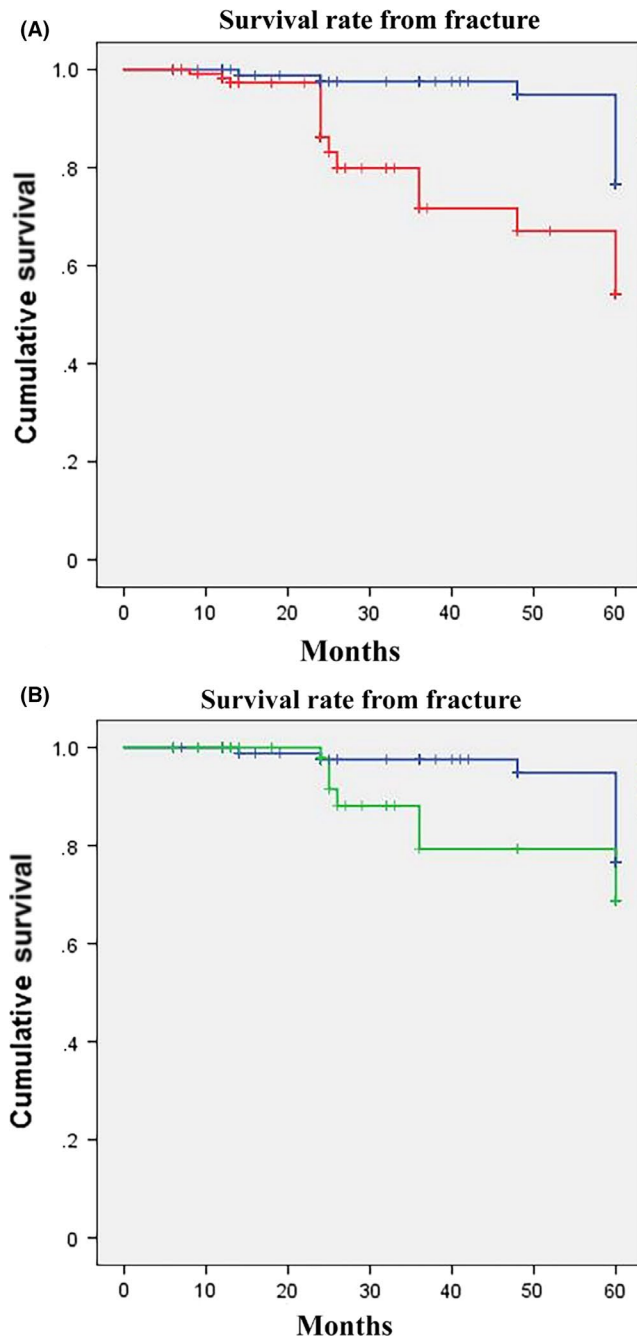 (A)
Survival rate from fracture
Cumulative survival
1.0
.8
.6
.4
.2
0
0 10 20 30 40 50 60
Months
(B)
Survival rate from fracture
Cumulative survival
1.0
.8
.6
.4
.2
0
0 10 20 30 40 50 60
Months